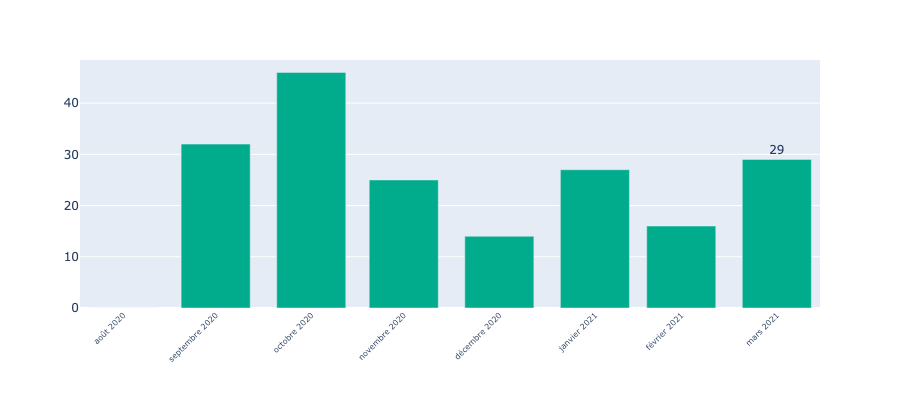 40
30
20
10
0
29
août 2020
septembre 2020
octobre 2020
novembre 2020
décembre 2020
janvier 2021
février 2021
mars 2021